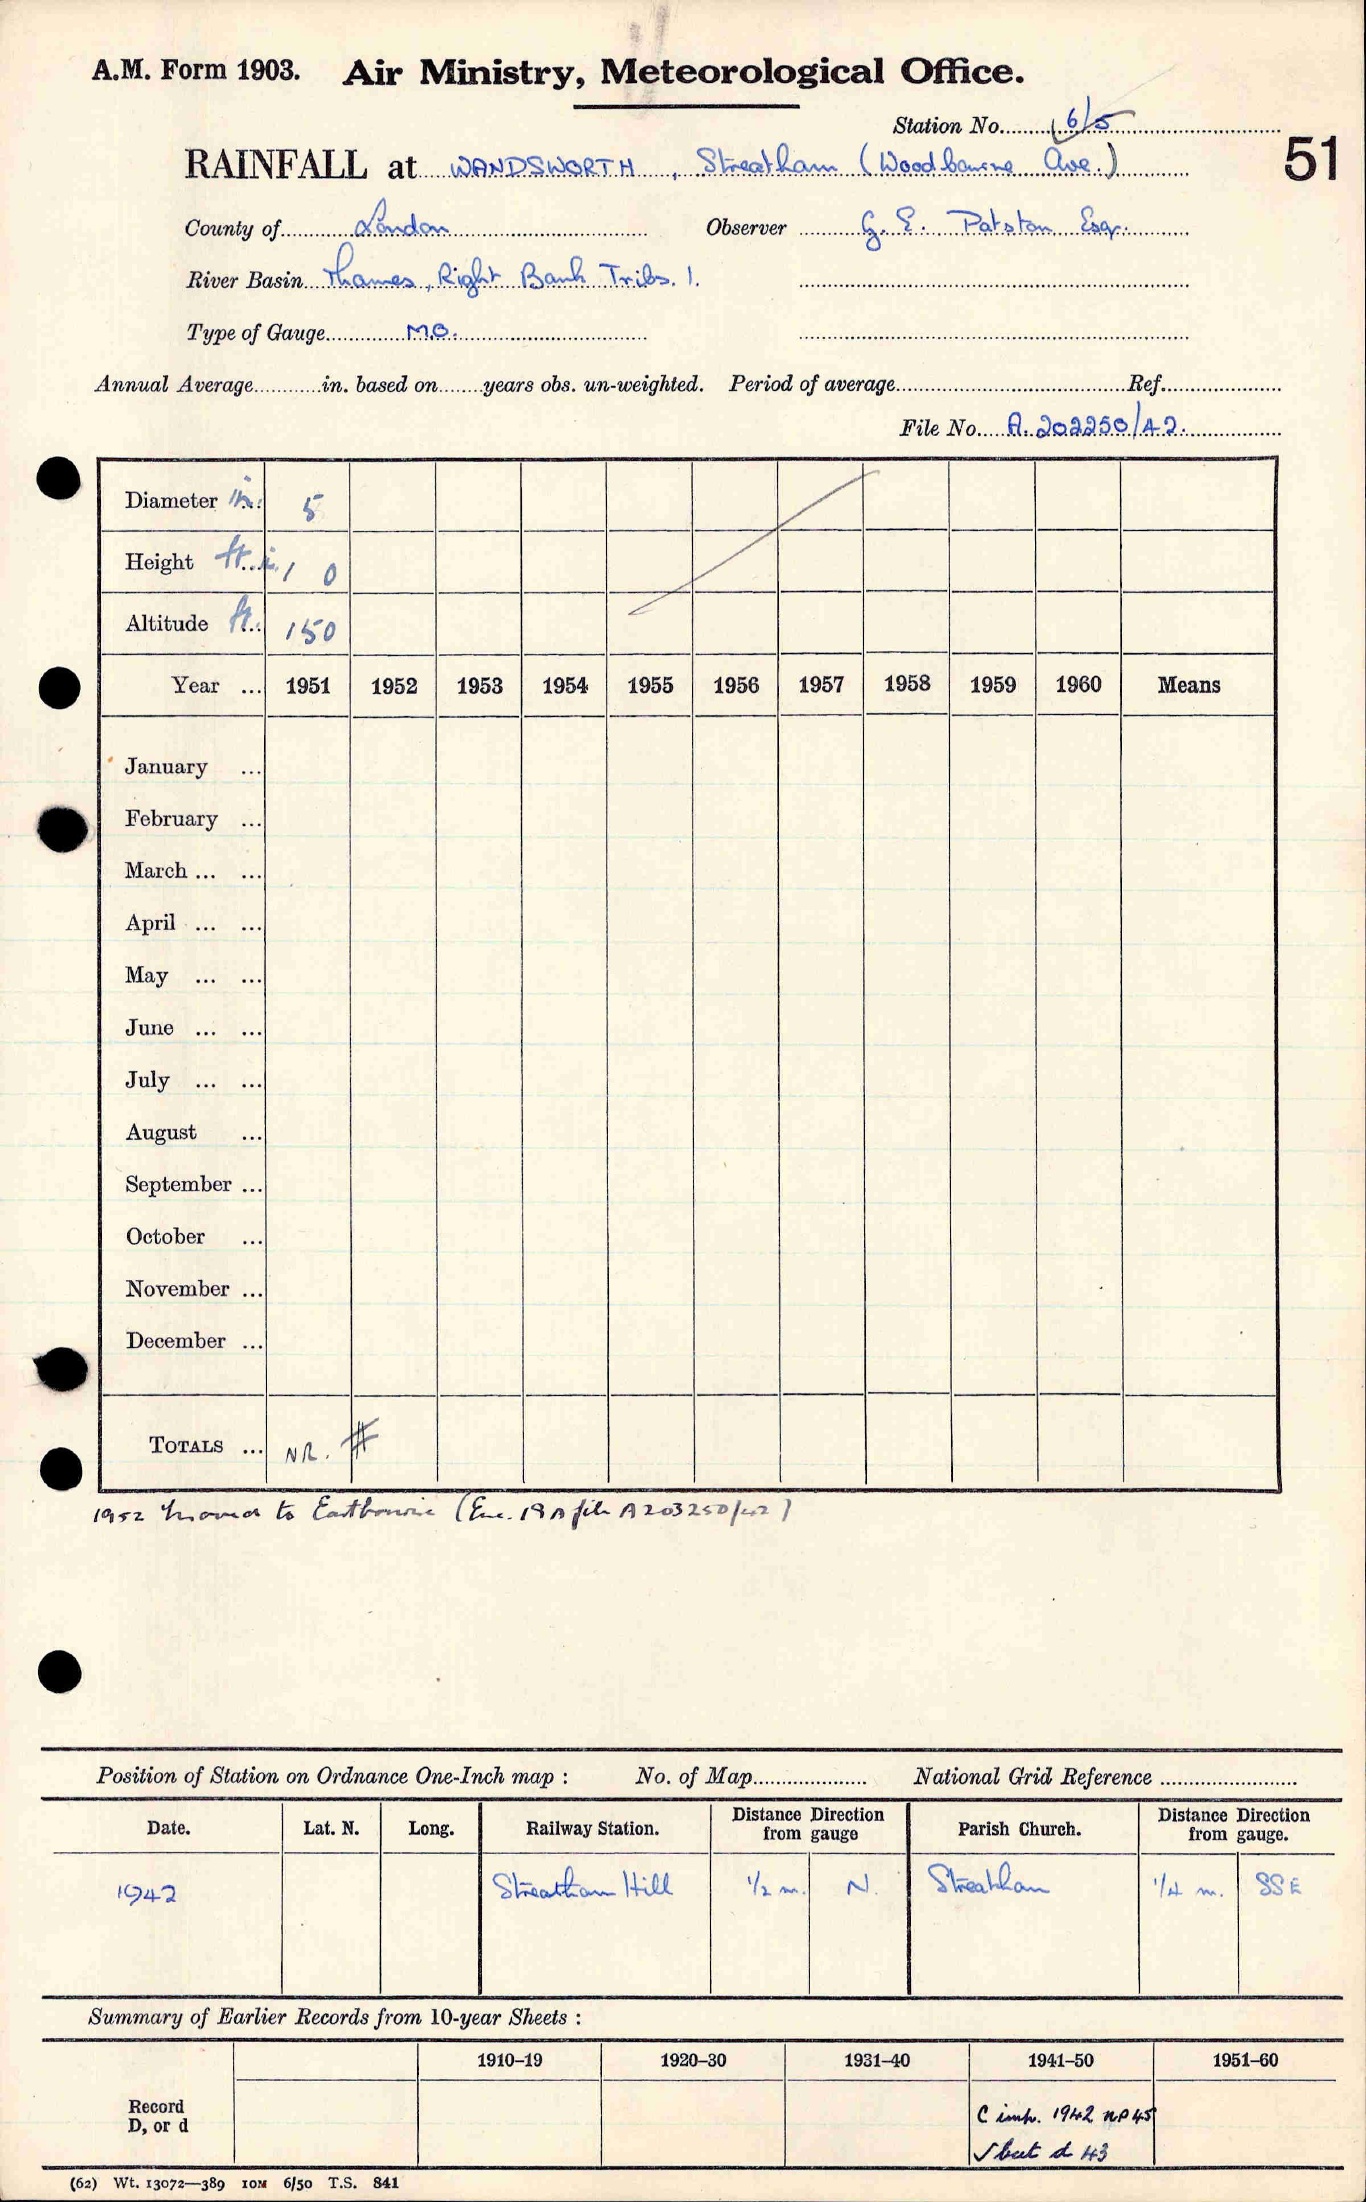 A.M. Form 1903. Air Ministry, Meteorological Office.
Station No. 6/5
51
RAINFALL at WANDSWORTH, Streatham (Woodbourne Ave.)
County of London Observer G. E. Patston Esq.
River Basin Thames, Right Bank Tribs. 1.
Type of Gauge M.O.
Annual Average in. based on years obs. un-weighted. Period of average Ref.
File No. A.202250/42.
Diameter in. 5
Height ft. in. 1 0
Altitude ft. 150
Year ... 1951 1952 1953 1954 1955 1956 1957 1958 1959 1960 Means
January ...
February ...
March ... ...
April ... ...
May ... ...
June ... ...
July ... ...
August ...
September ...
October ...
November ...
December ...
TOTALS ... NR. #
1952 moved to Eastbourne (Enc. 19A file A203250/42)
Position of Station on Ordnance One-Inch map : No. of Map National Grid Reference
Date. Lat. N. Long. Railway Station. Distance Direction from gauge Parish Church. Distance Direction from gauge.
1942 Streatham Hill 1/2 m. N. Streatham 1/4 m. SSE
Summary of Earlier Records from 10-year Sheets :
1910–19 1920–30 1931–40 1941–50 1951–60
Record
D, or d
C imp. 1942 np 45
√ but d 43
(62) Wt. 13072—389 10M 6/50 T.S. 841